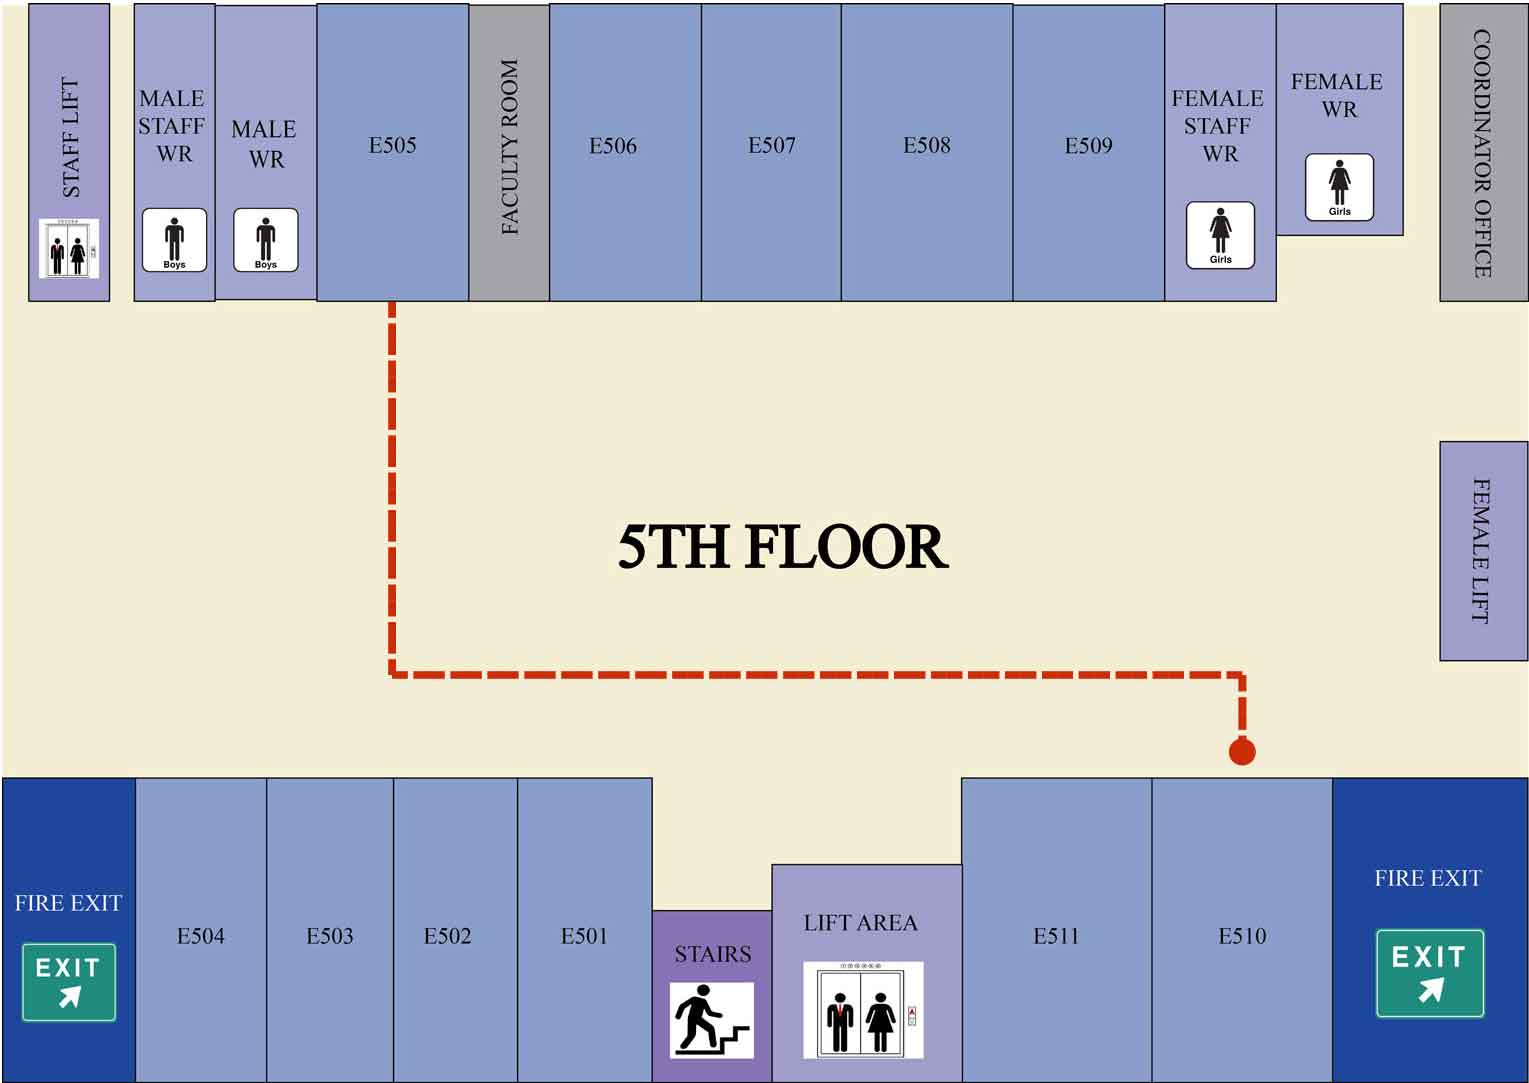 STAFF LIFT
MALE
STAFF
WR
Boys
MALE
WR
Boys
E505
FACULTY ROOM
E506
E507
E508
E509
FEMALE
STAFF
WR
Girls
FEMALE
WR
Girls
COORDINATOR OFFICE
5TH FLOOR
FEMALE LIFT
FIRE EXIT
EXIT
E504
E503
E502
E501
STAIRS
LIFT AREA
E511
E510
FIRE EXIT
EXIT